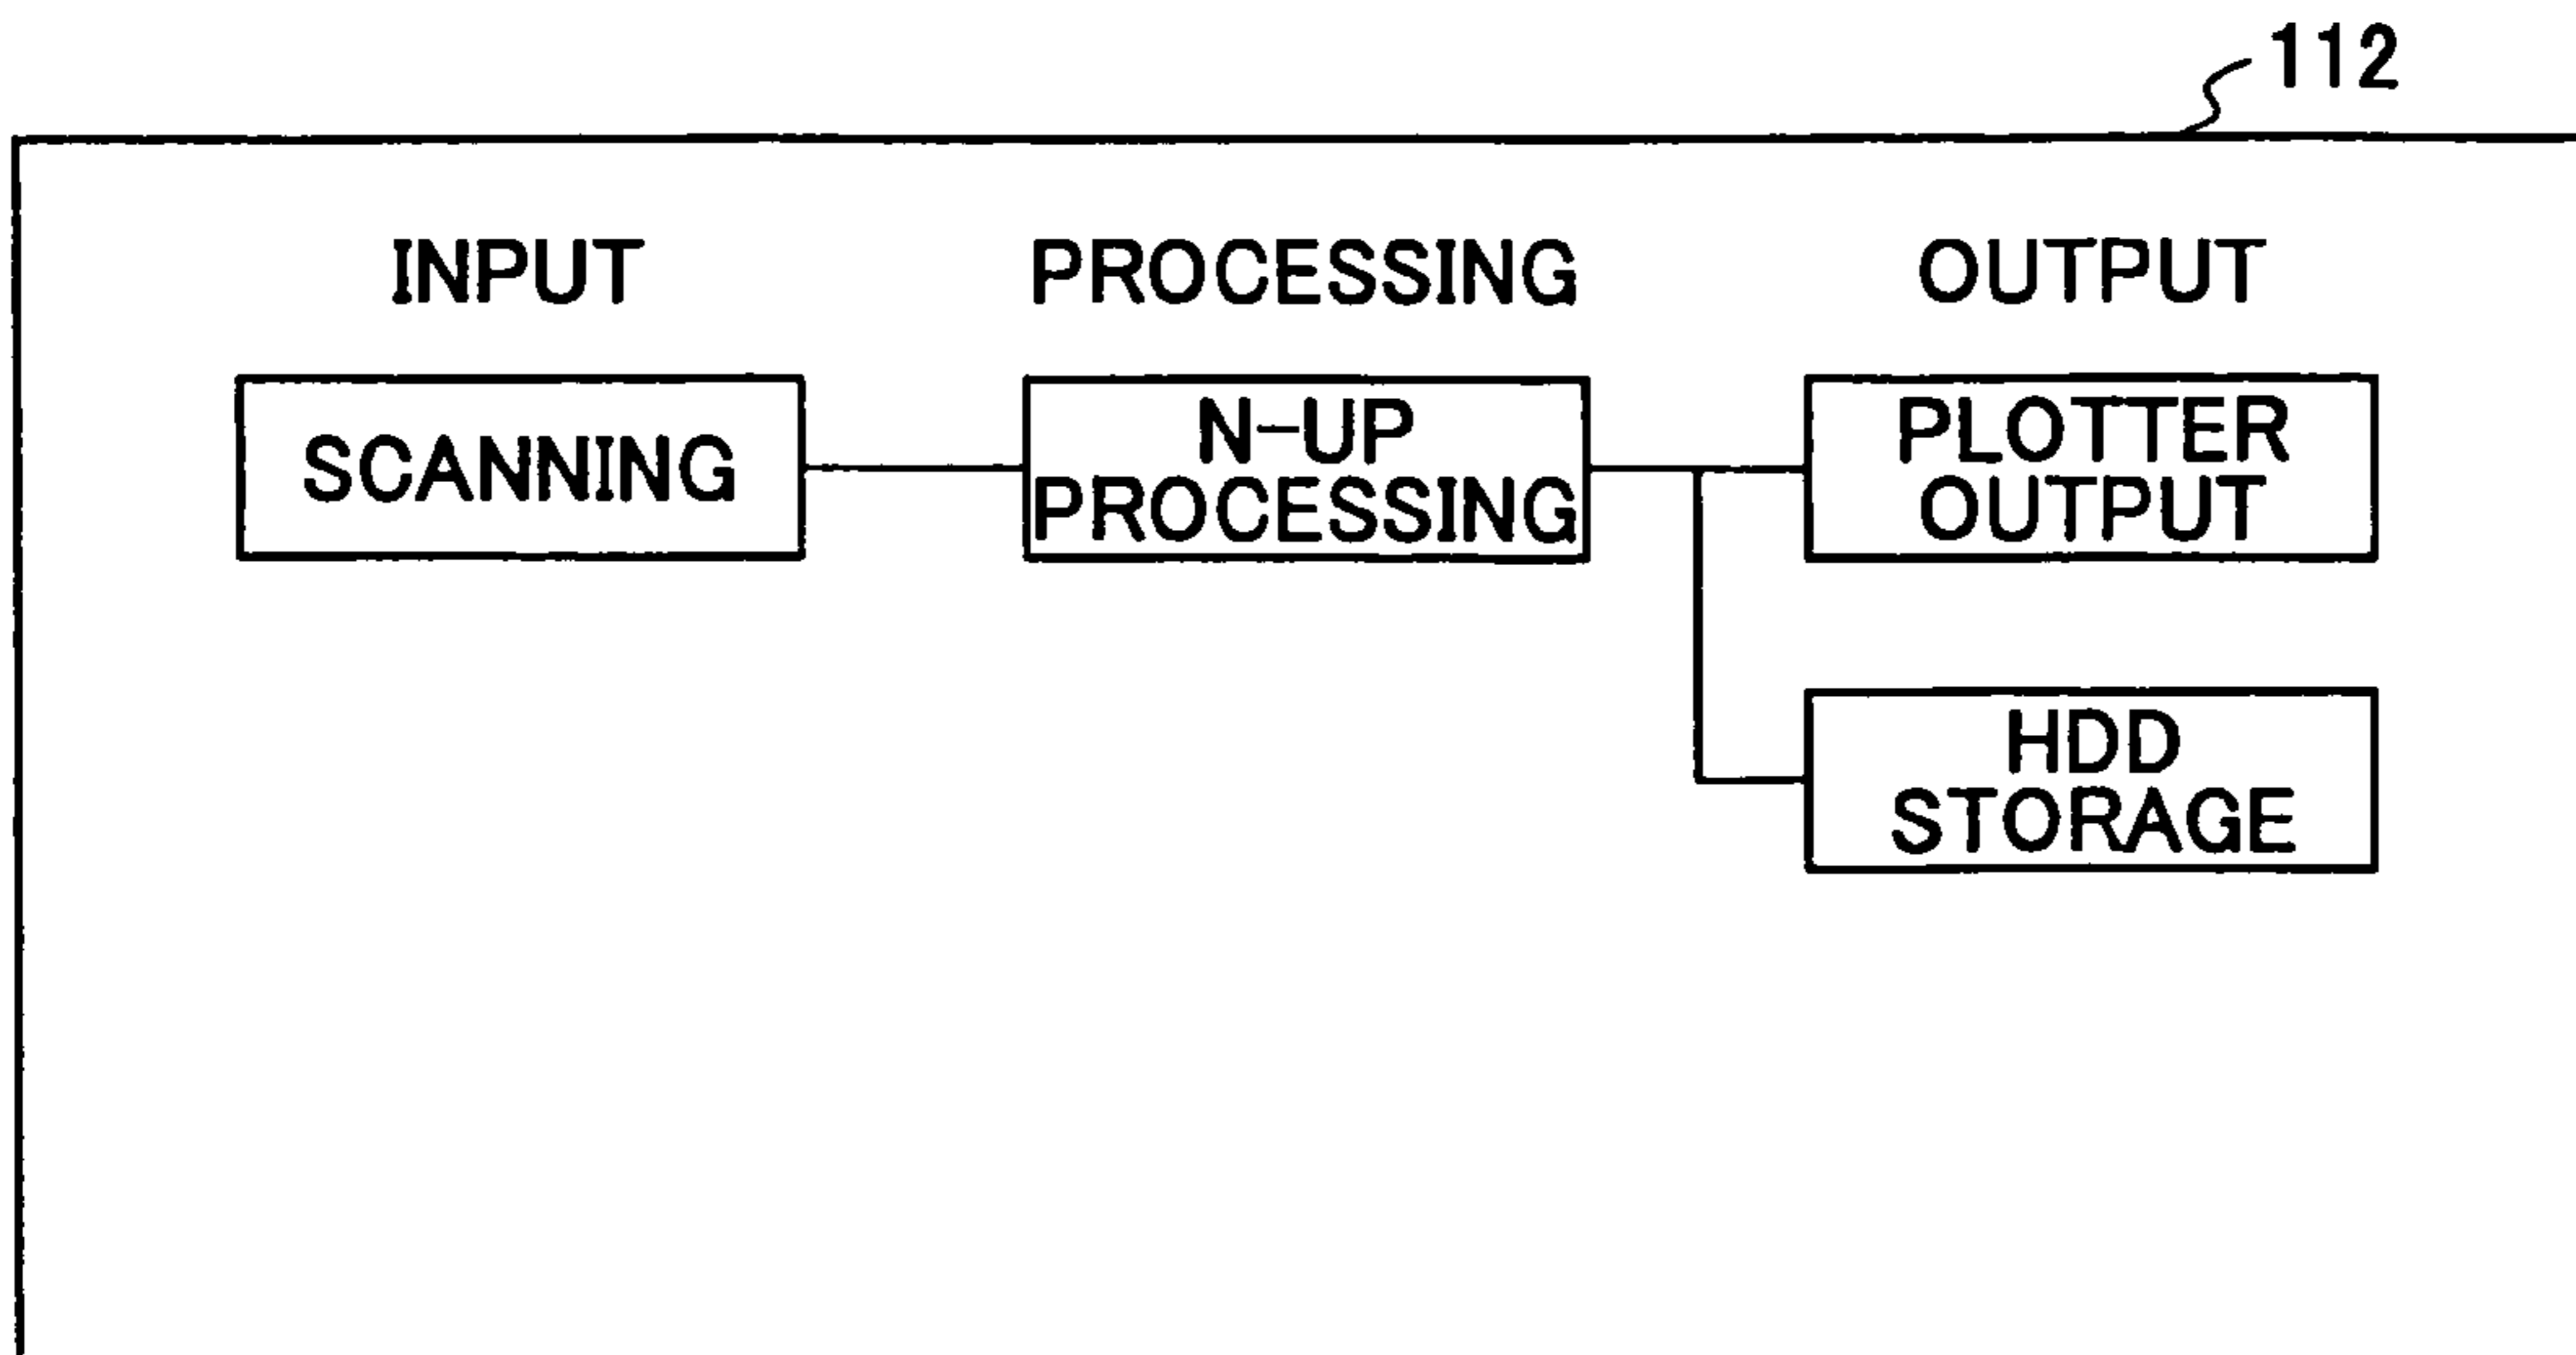 112
INPUT
PROCESSING
OUTPUT
SCANNING
N-UP
PROCESSING
PLOTTER
OUTPUT
HDD
STORAGE